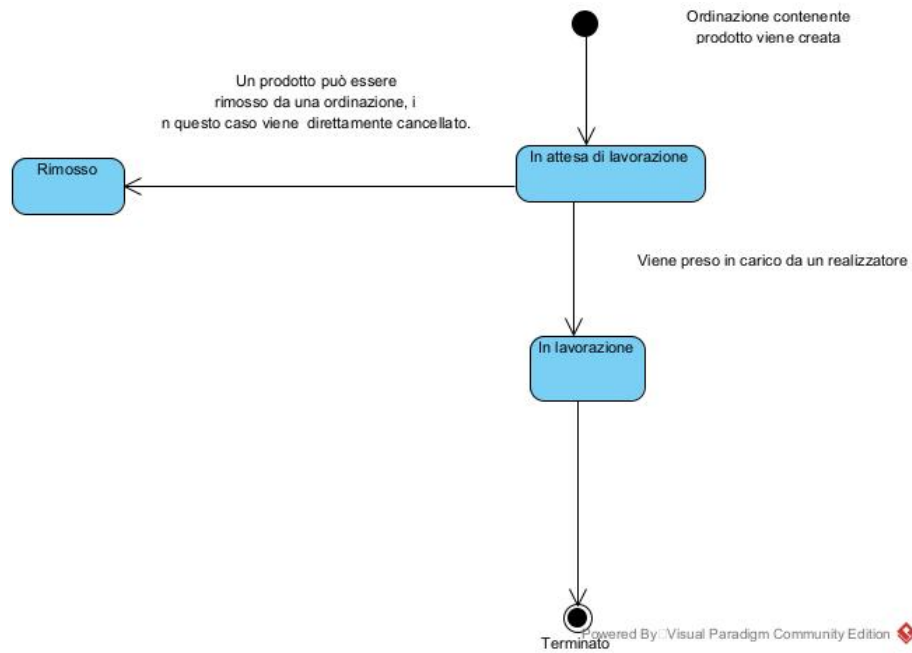 Ordinazione contenente
prodotto viene creata
Un prodotto può essere
rimosso da una ordinazione, i
n questo caso viene  direttamente cancellato.
In attesa di lavorazione
Rimosso
Viene preso in carico da un realizzatore
In lavorazione
Terminato
Powered By Visual Paradigm Community Edition